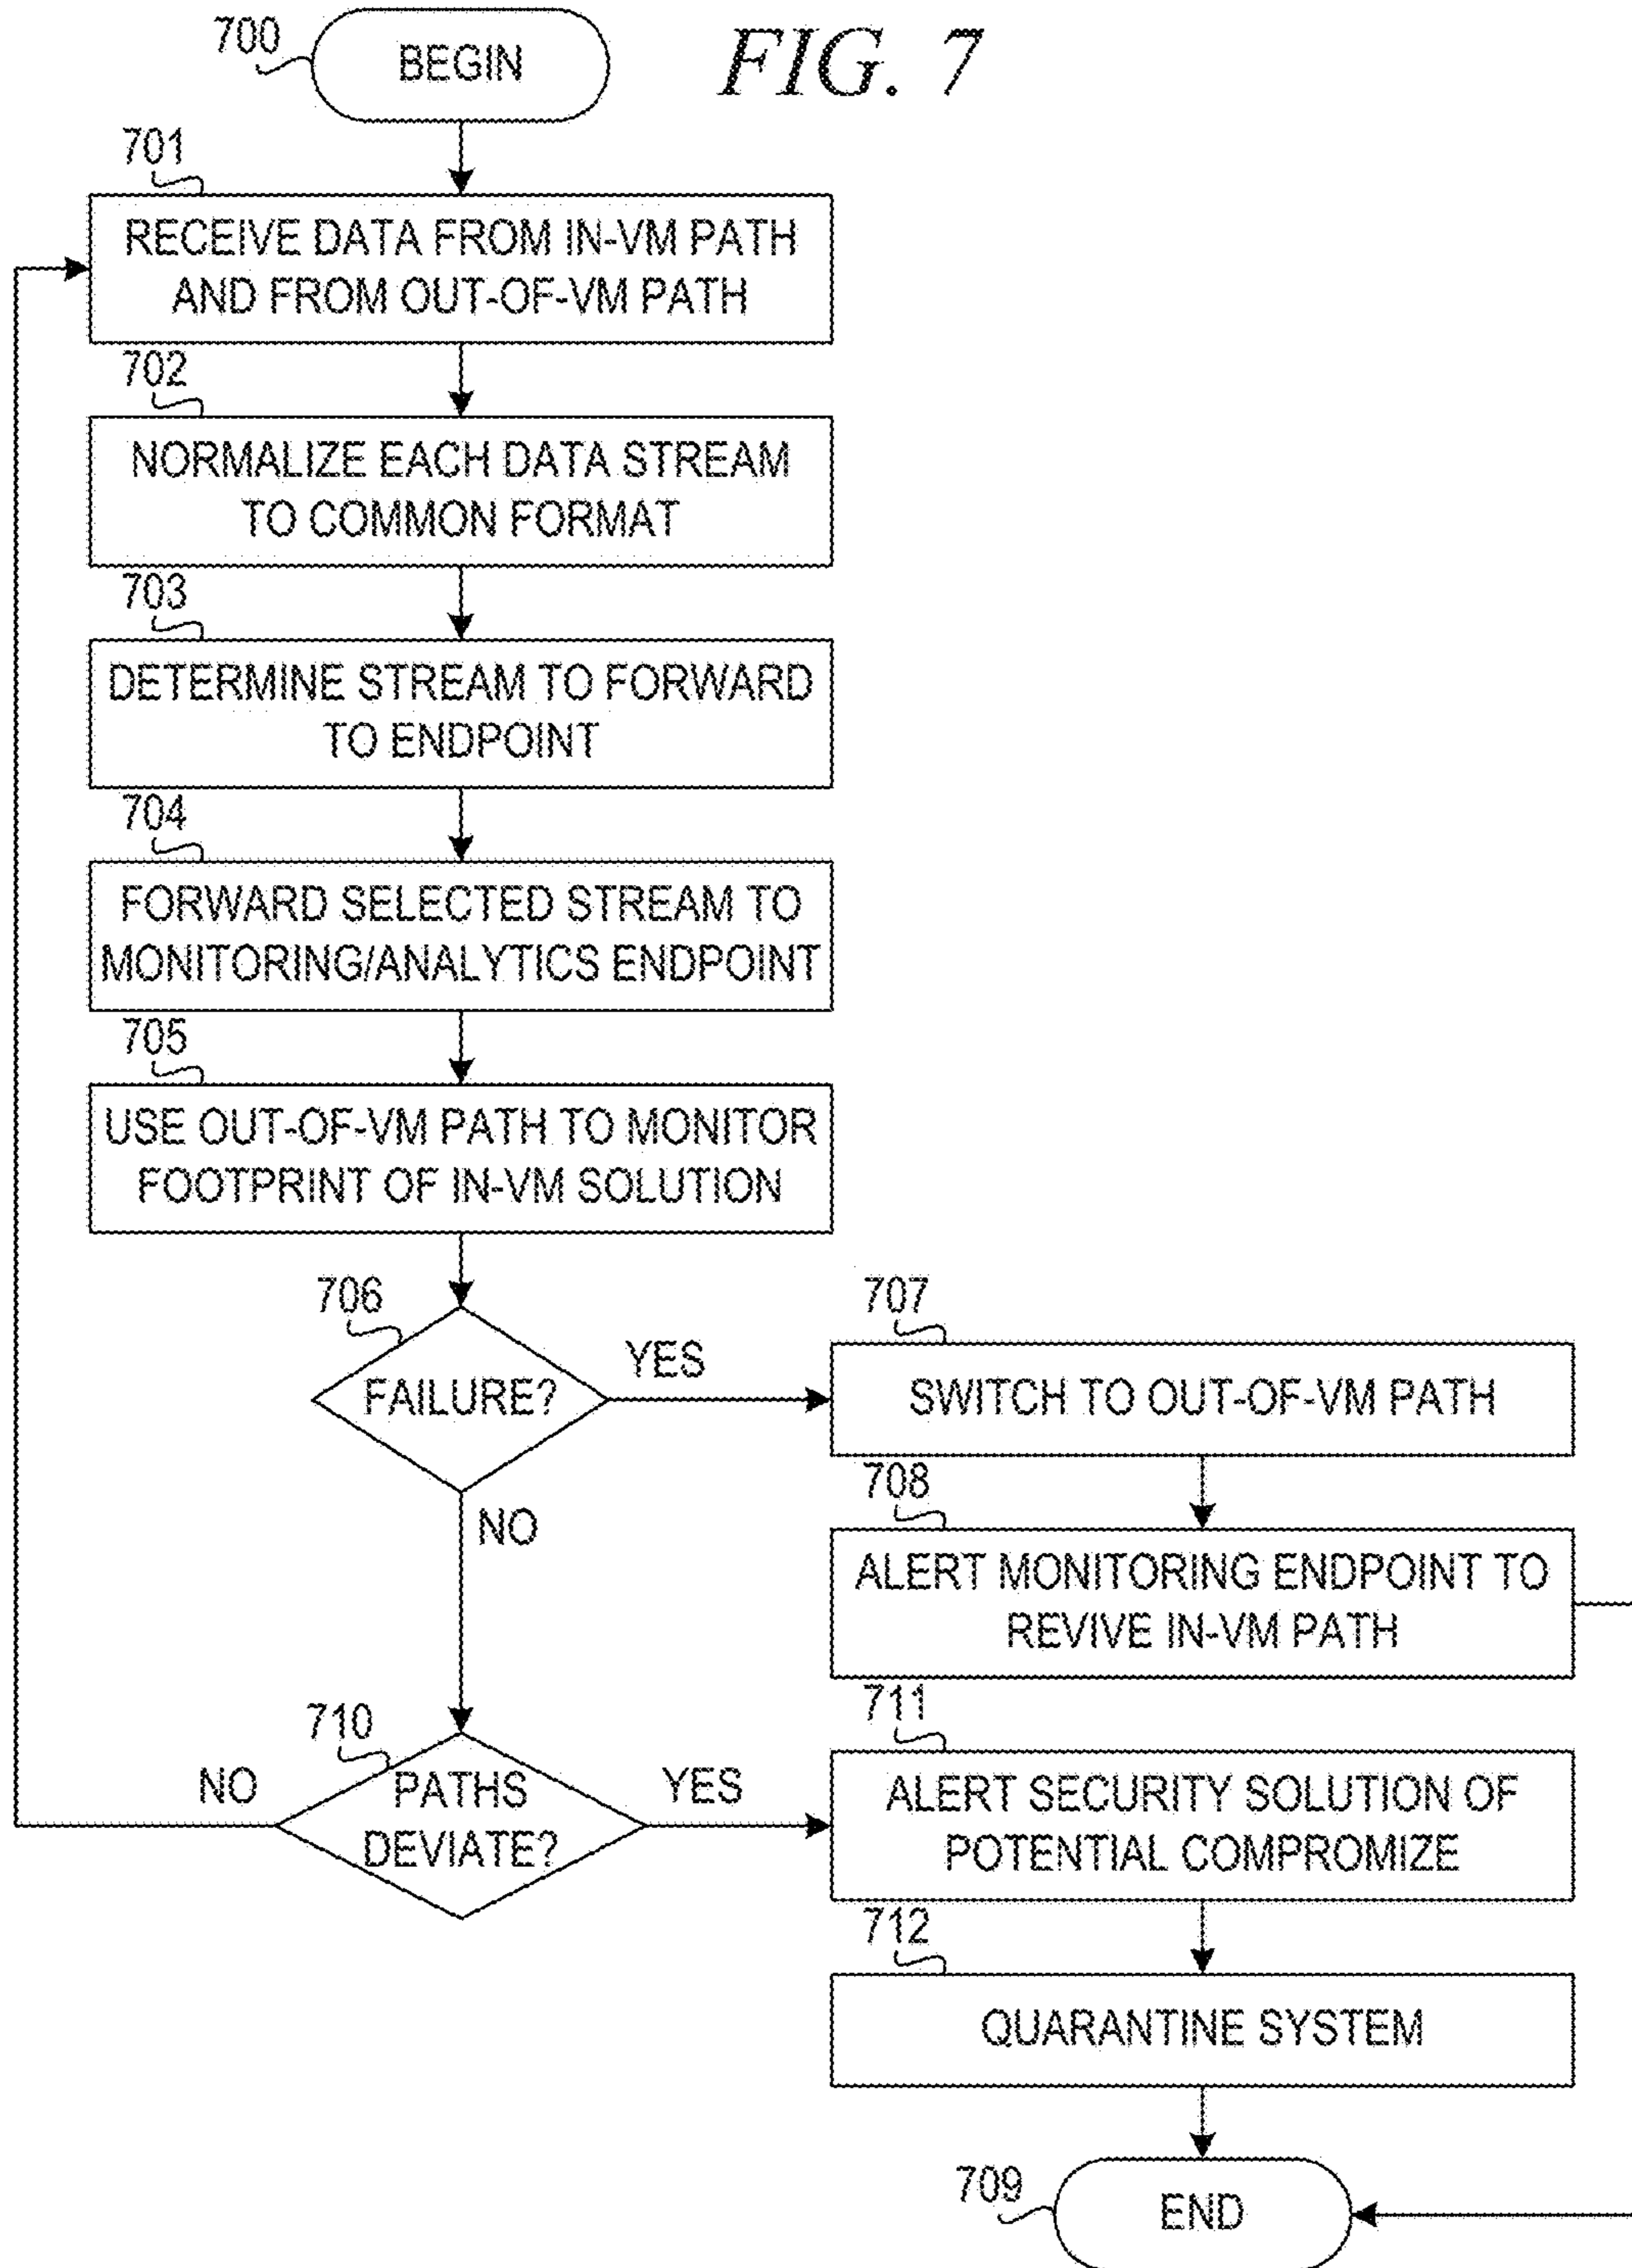 700
BEGIN
FIG. 7
701
RECEIVE DATA FROM IN-VM PATH
AND FROM OUT-OF-VM PATH
702
NORMALIZE EACH DATA STREAM
TO COMMON FORMAT
703
DETERMINE STREAM TO FORWARD
TO ENDPOINT
704
FORWARD SELECTED STREAM TO
MONITORING/ANALYTICS ENDPOINT
705
USE OUT-OF-VM PATH TO MONITOR
FOOTPRINT OF IN-VM SOLUTION
706
FAILURE?
YES
NO
707
SWITCH TO OUT-OF-VM PATH
708
ALERT MONITORING ENDPOINT TO
REVIVE IN-VM PATH
710
PATHS
DEVIATE?
NO
YES
711
ALERT SECURITY SOLUTION OF
POTENTIAL COMPROMIZE
712
QUARANTINE SYSTEM
709
END